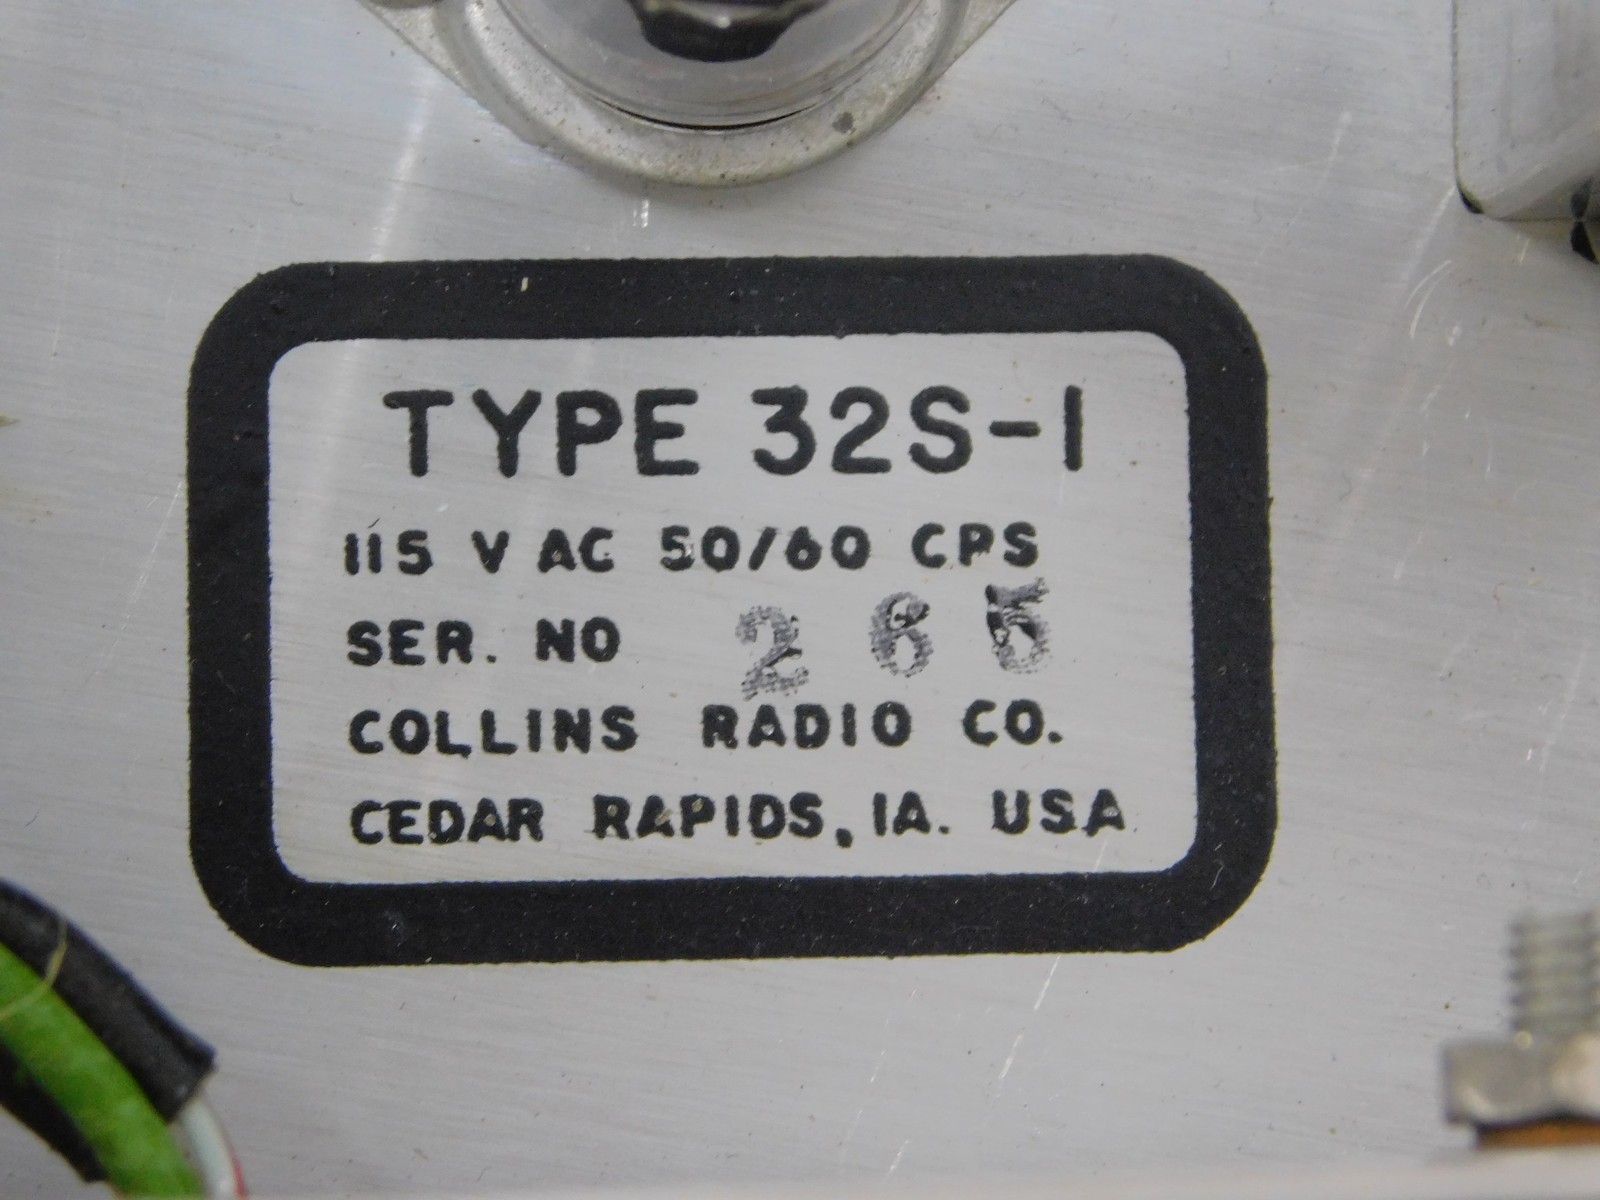 TYPE 32S-1
115 V AC 50/60 CPS
SER. NO 265
COLLINS RADIO CO.
CEDAR RAPIDS, IA. USA